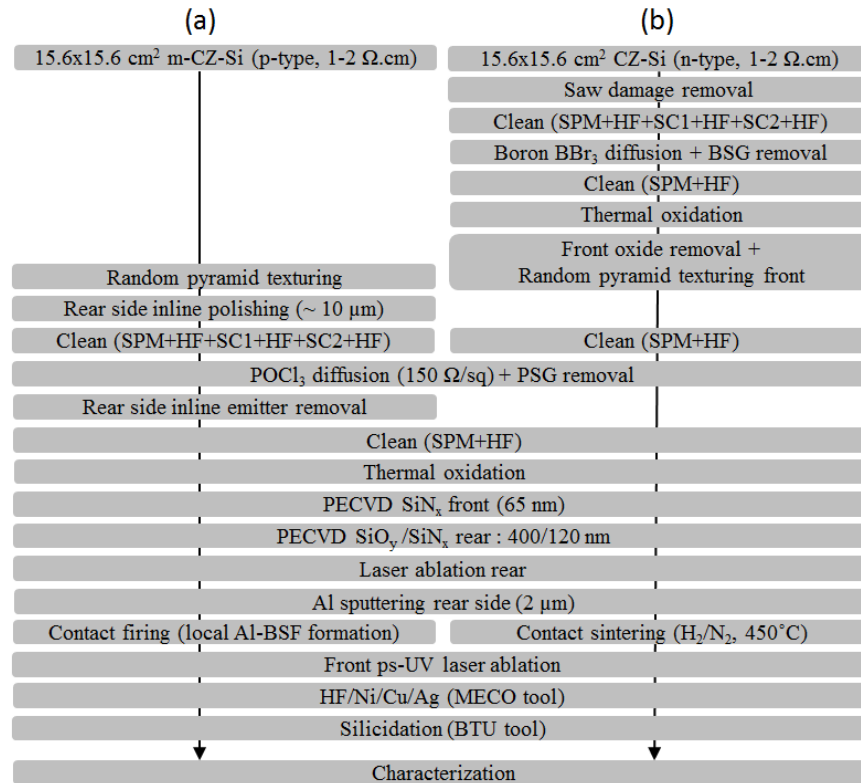 (a)
(b)
15.6x15.6 cm² m-CZ-Si (p-type, 1-2 Ω.cm)
15.6x15.6 cm² CZ-Si (n-type, 1-2 Ω.cm)
Saw damage removal
Clean (SPM+HF+SC1+HF+SC2+HF)
Boron BBr₃ diffusion + BSG removal
Clean (SPM+HF)
Thermal oxidation
Front oxide removal +
Random pyramid texturing front
Random pyramid texturing
Rear side inline polishing (~ 10 µm)
Clean (SPM+HF+SC1+HF+SC2+HF)
Clean (SPM+HF)
POCl₃ diffusion (150 Ω/sq) + PSG removal
Rear side inline emitter removal
Clean (SPM+HF)
Thermal oxidation
PECVD SiNₓ front (65 nm)
PECVD SiOᵧ/SiNₓ rear : 400/120 nm
Laser ablation rear
Al sputtering rear side (2 µm)
Contact firing (local Al-BSF formation)
Contact sintering (H₂/N₂, 450˚C)
Front ps-UV laser ablation
HF/Ni/Cu/Ag (MECO tool)
Silicidation (BTU tool)
Characterization